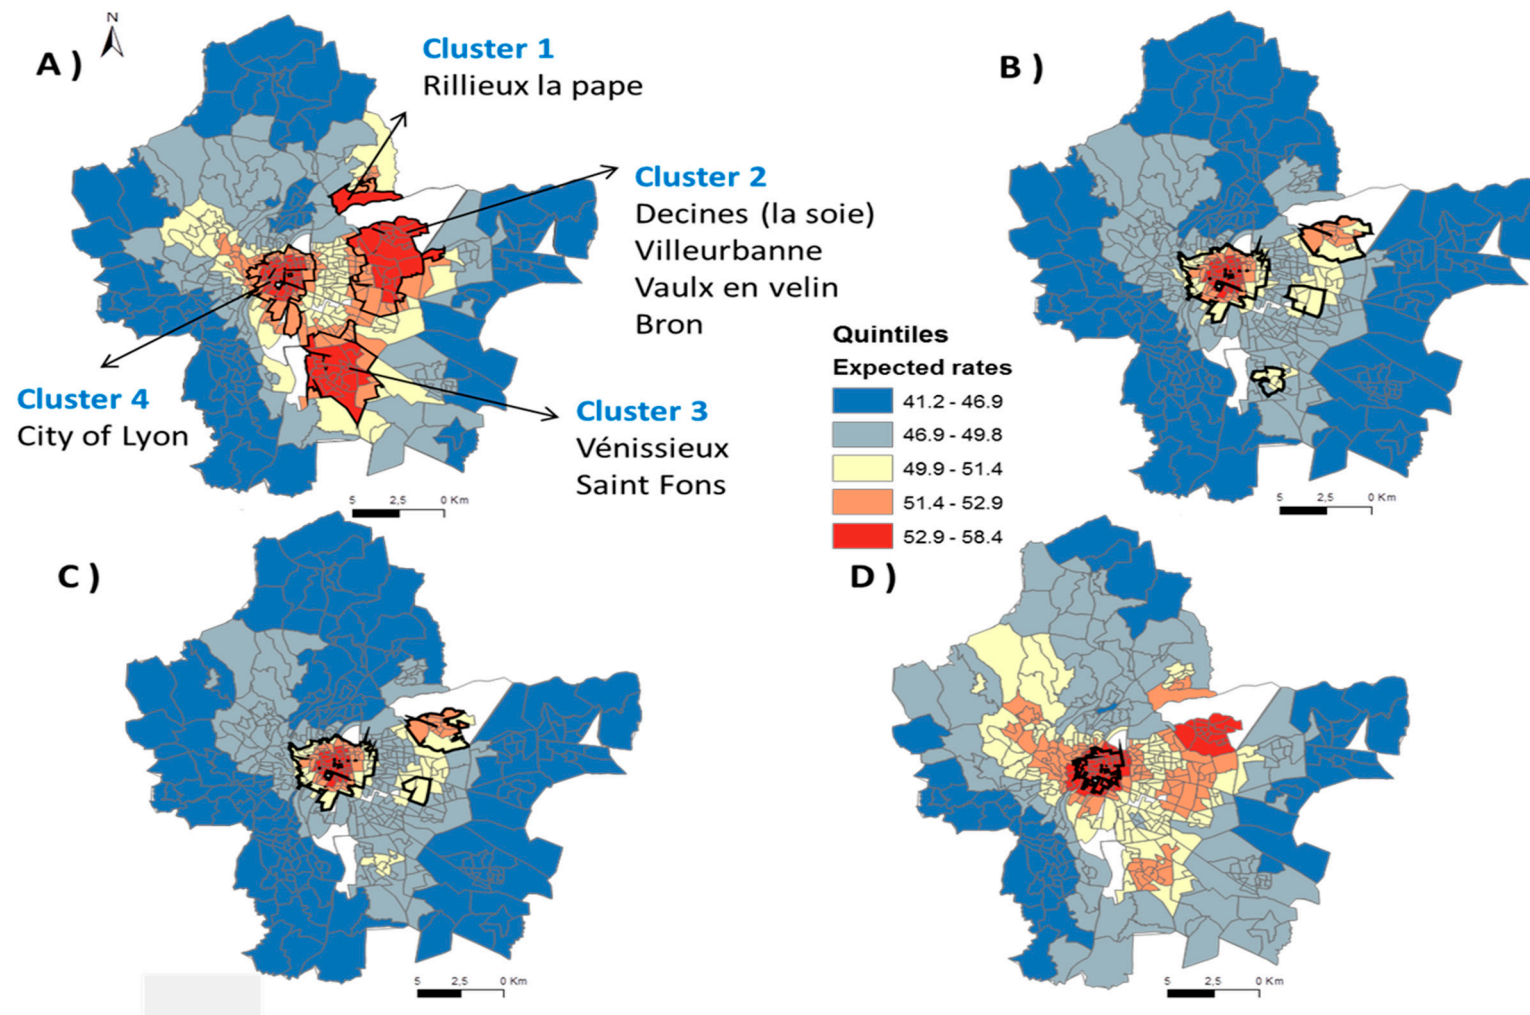 N
A )
Cluster 1
Rillieux la pape
B )
Cluster 2
Decines (la soie)
Villeurbanne
Vaulx en velin
Bron
Cluster 4
City of Lyon
Cluster 3
Vénissieux
Saint Fons
Quintiles
Expected rates
41.2 - 46.9
46.9 - 49.8
49.9 - 51.4
51.4 - 52.9
52.9 - 58.4
5 2,5 0 Km
5 2,5 0 Km
C )
D )
5 2,5 0 Km
5 2,5 0 Km